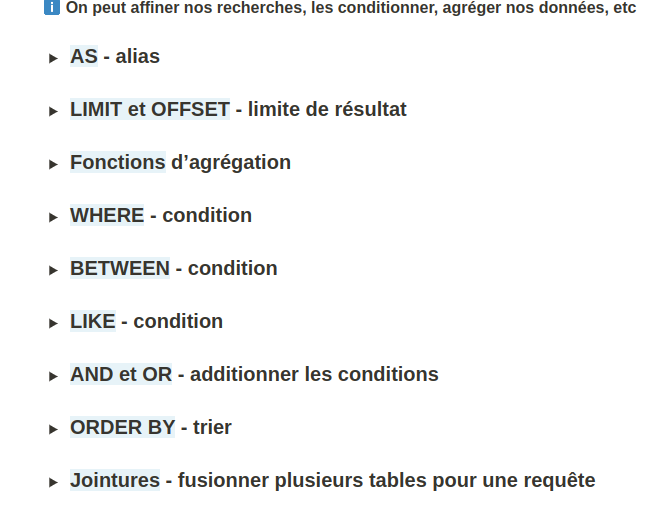 On peut affiner nos recherches, les conditionner, agréger nos données, etc
AS - alias
LIMIT et OFFSET - limite de résultat
Fonctions d’agrégation
WHERE - condition
BETWEEN - condition
LIKE - condition
AND et OR - additionner les conditions
ORDER BY - trier
Jointures - fusionner plusieurs tables pour une requête